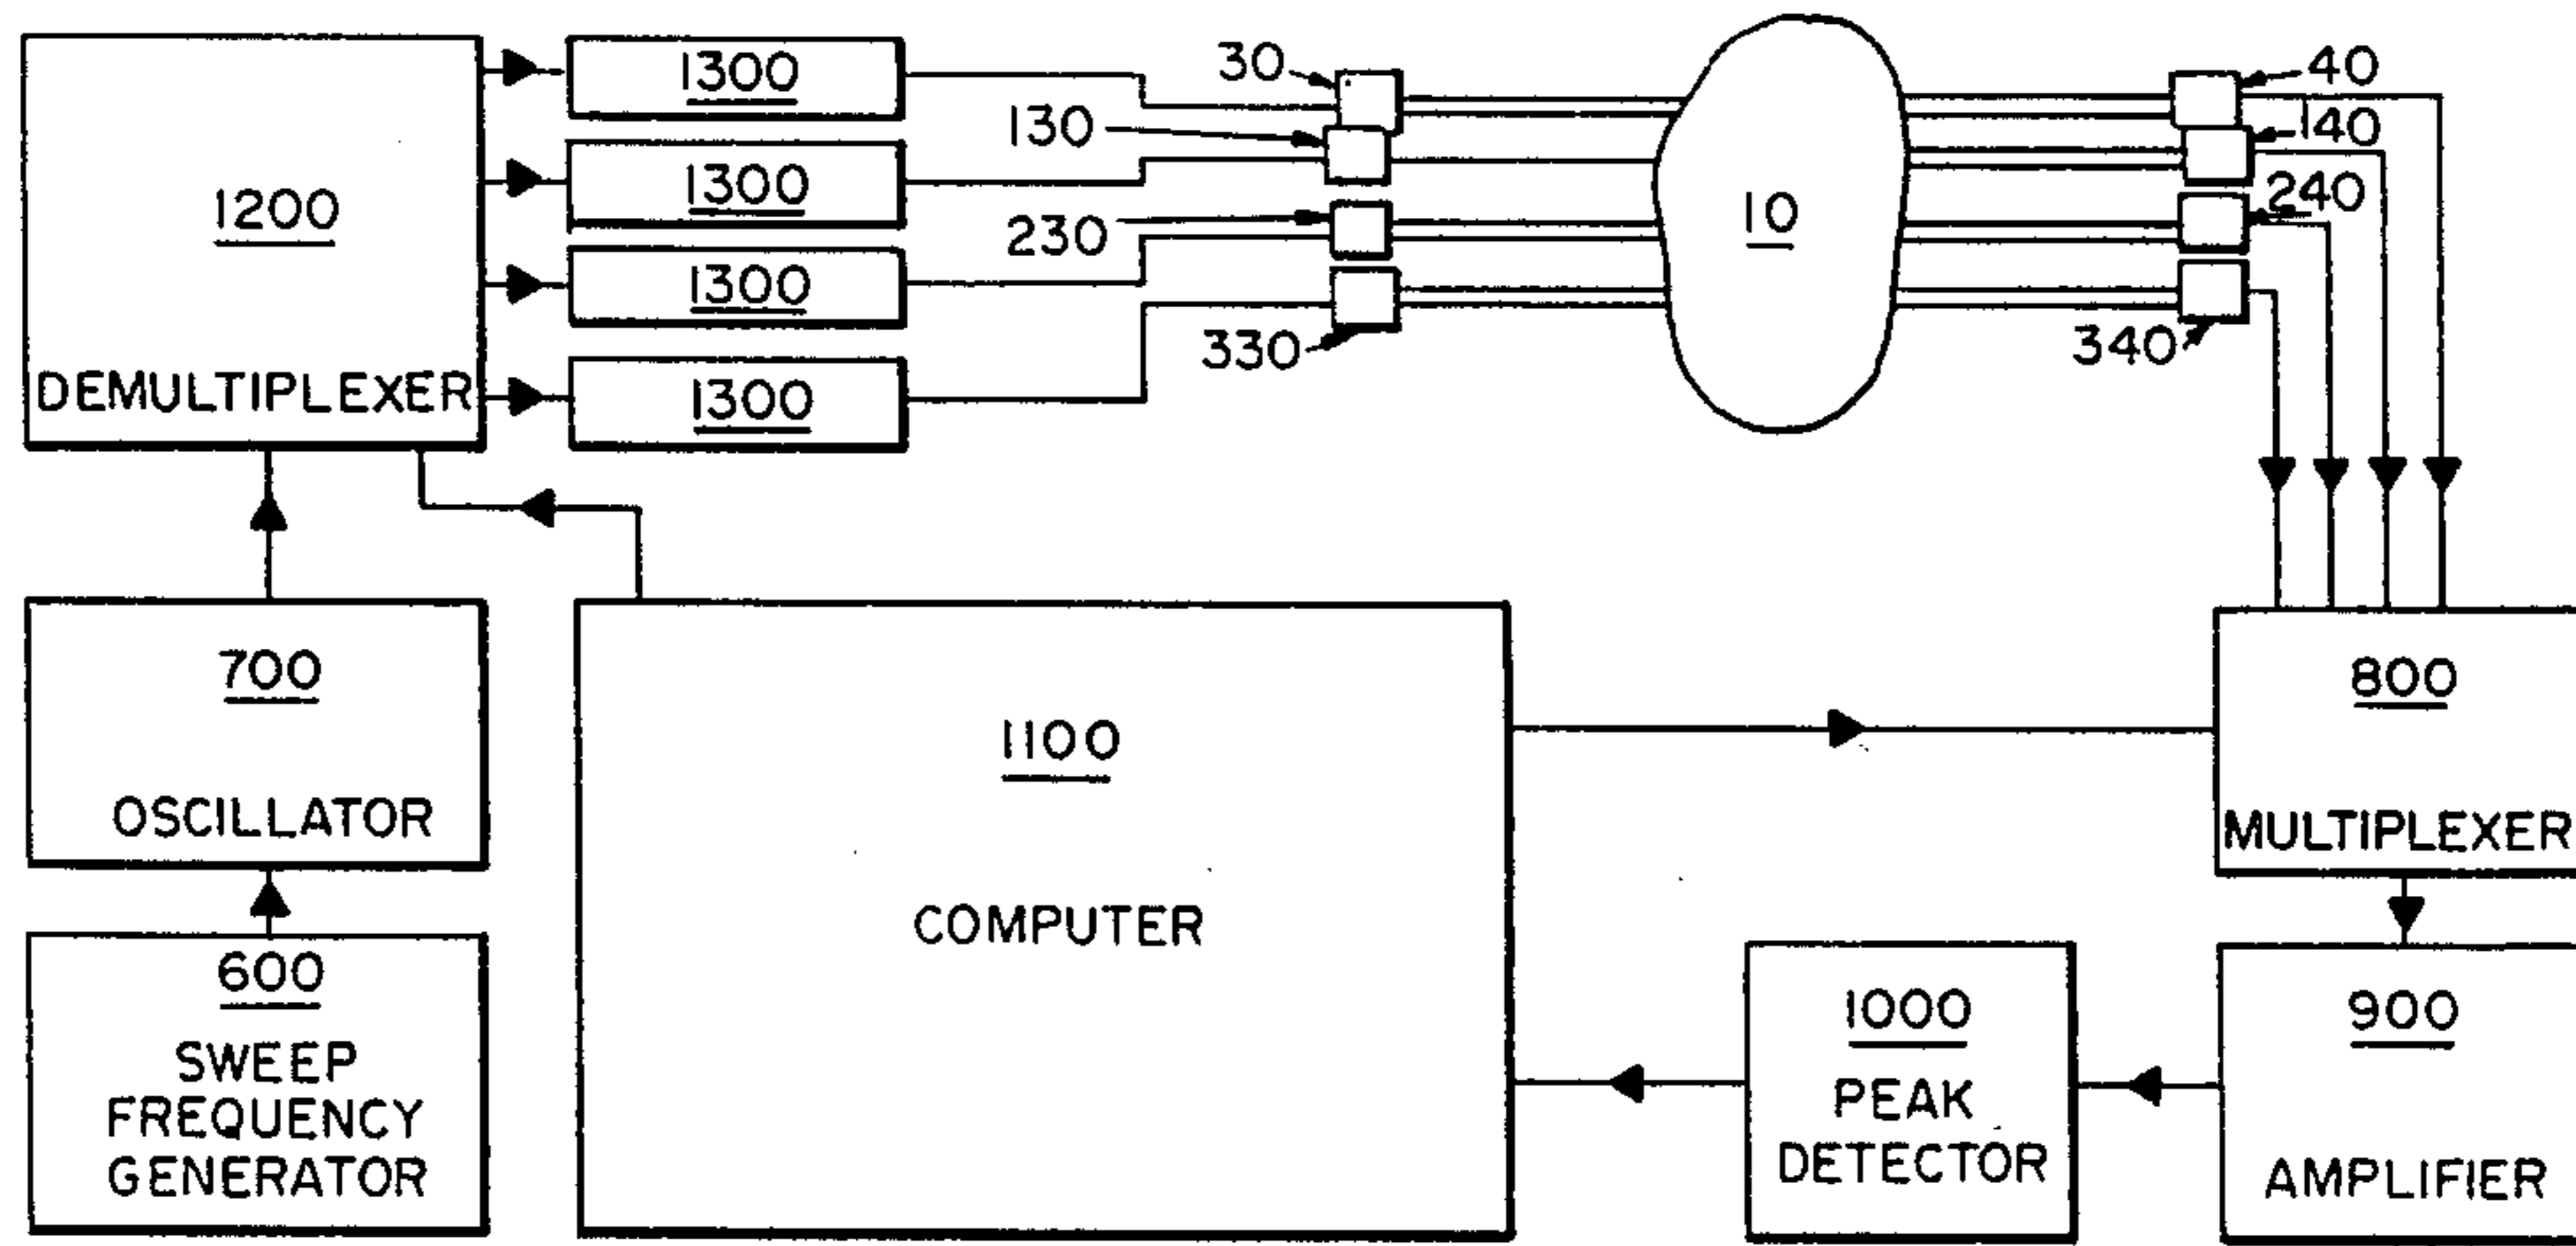 1200
DEMULTIPLEXER
1300
1300
1300
1300
30
130
230
330
10
40
140
240
340
700
OSCILLATOR
600
SWEEP
FREQUENCY
GENERATOR
1100
COMPUTER
800
MULTIPLEXER
1000
PEAK
DETECTOR
900
AMPLIFIER